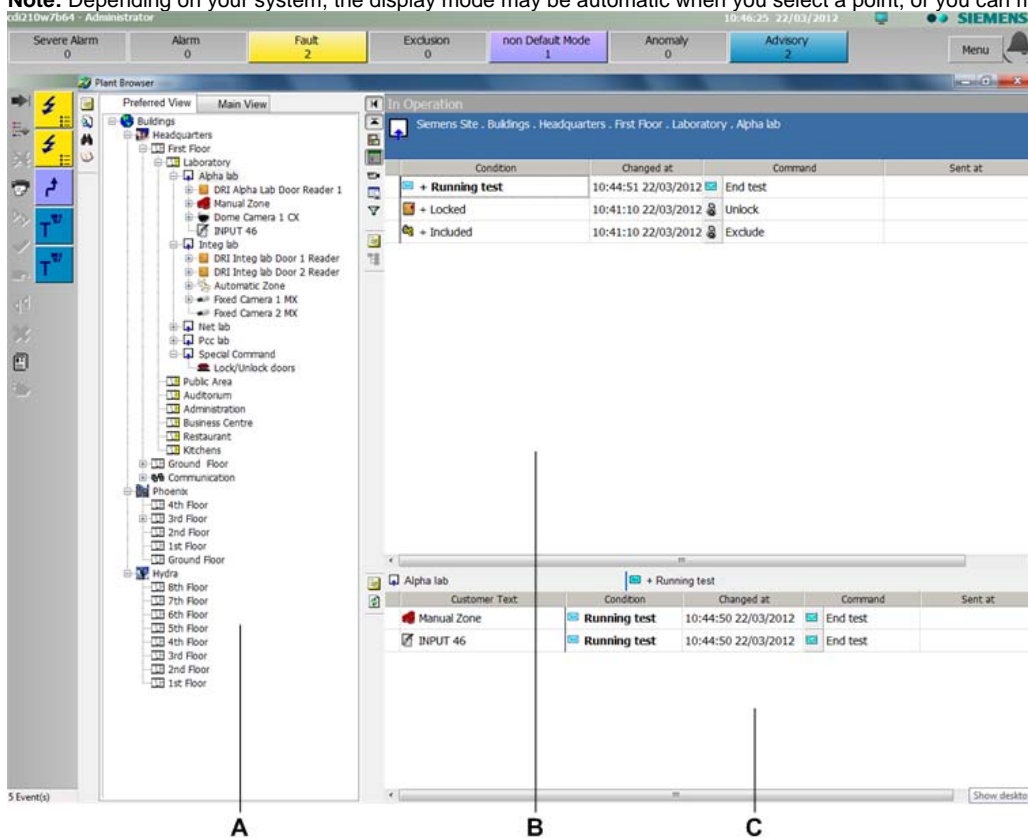 Note: Depending on your system, the display mode may be automatic when you select a point, or you can
cdi210w7b64 - Administrator
10:46:25 22/03/2012
SIEMENS
Severe Alarm
0
Alarm
0
Fault
2
Exclusion
0
non Default Mode
1
Anomaly
0
Advisory
2
Menu
Plant Browser
Preferred View
Main View
Buildings
Headquarters
First Floor
Laboratory
Alpha lab
DRI Alpha Lab Door Reader 1
Manual Zone
Dome Camera 1 CX
INPUT 46
Integ lab
DRI Integ lab Door 1 Reader
DRI Integ lab Door 2 Reader
Automatic Zone
Fixed Camera 1 MX
Fixed Camera 2 MX
Net lab
Pcc lab
Special Command
Lock/Unlock doors
Public Area
Auditorium
Administration
Business Centre
Restaurant
Kitchens
Ground Floor
Communication
Phoenix
4th Floor
3rd Floor
2nd Floor
1st Floor
Ground Floor
Hydra
8th Floor
7th Floor
6th Floor
5th Floor
4th Floor
3rd Floor
2nd Floor
1st Floor
In Operation
Siemens Site . Buildings . Headquarters . First Floor . Laboratory . Alpha lab
Condition Changed at Command Sent at
+ Running test 10:44:51 22/03/2012 End test
+ Locked 10:41:10 22/03/2012 Unlock
+ Included 10:41:10 22/03/2012 Exclude
Alpha lab + Running test
Customer Text Condition Changed at Command Sent at
Manual Zone Running test 10:44:50 22/03/2012 End test
INPUT 46 Running test 10:44:50 22/03/2012 End test
5 Event(s)
Show deskto
A B C